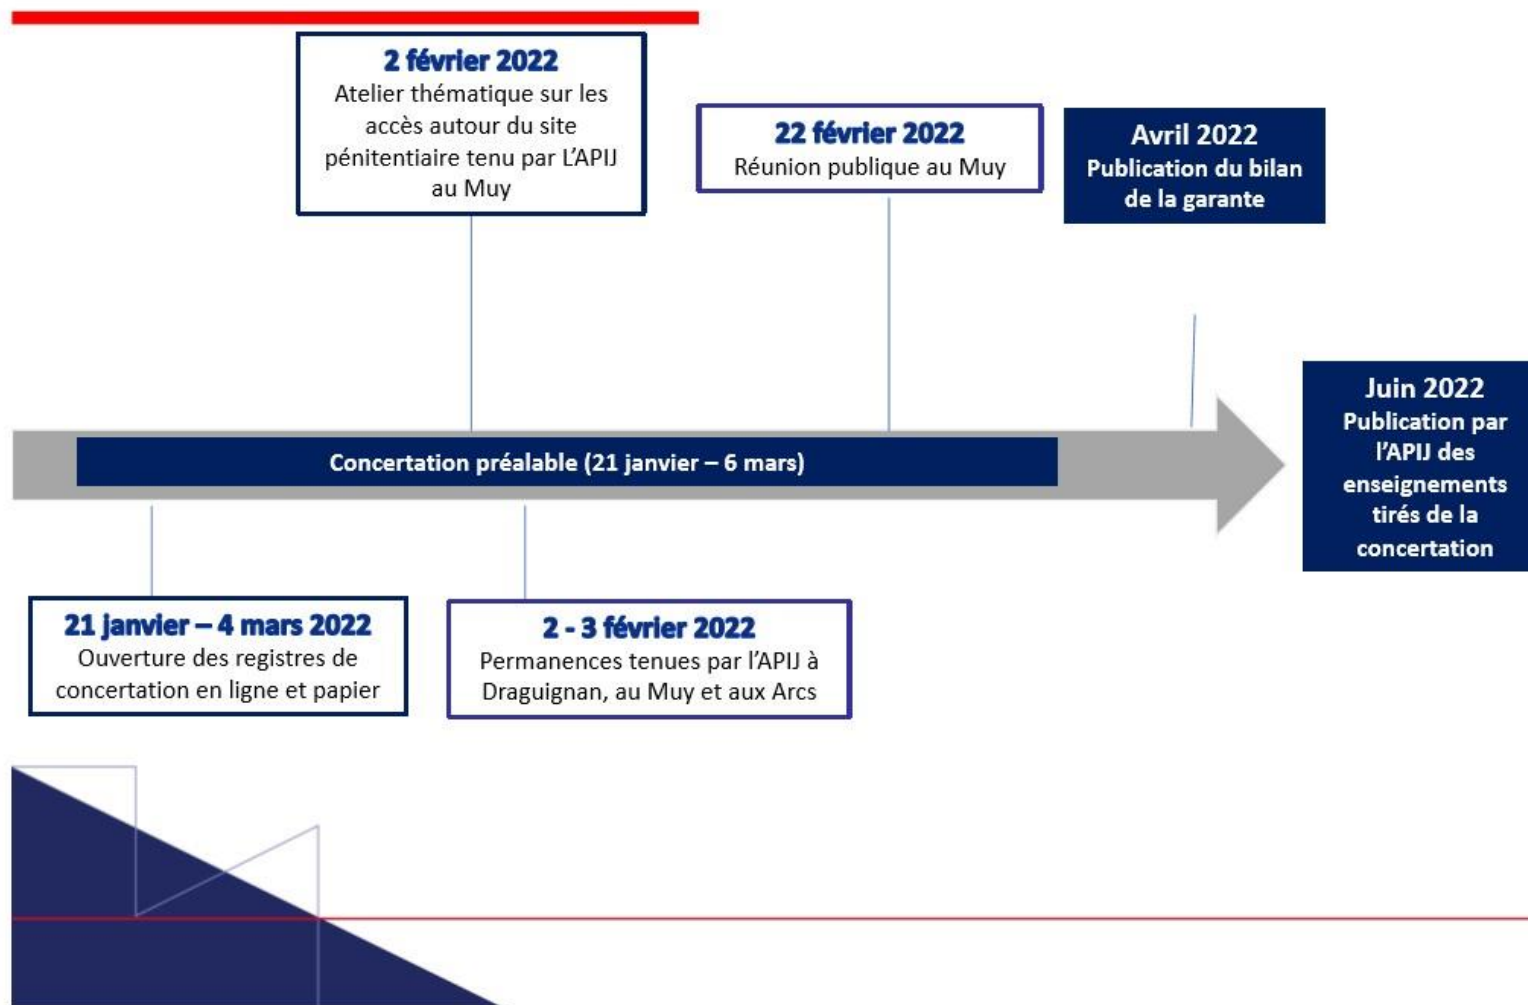 2 février 2022
Atelier thématique sur les
accès autour du site
pénitentiaire tenu par L’APIJ
au Muy
22 février 2022
Réunion publique au Muy
Avril 2022
Publication du bilan
de la garante
Juin 2022
Publication par
l’APIJ des
enseignements
tirés de la
concertation
Concertation préalable (21 janvier – 6 mars)
21 janvier – 4 mars 2022
Ouverture des registres de
concertation en ligne et papier
2 - 3 février 2022
Permanences tenues par l’APIJ à
Draguignan, au Muy et aux Arcs